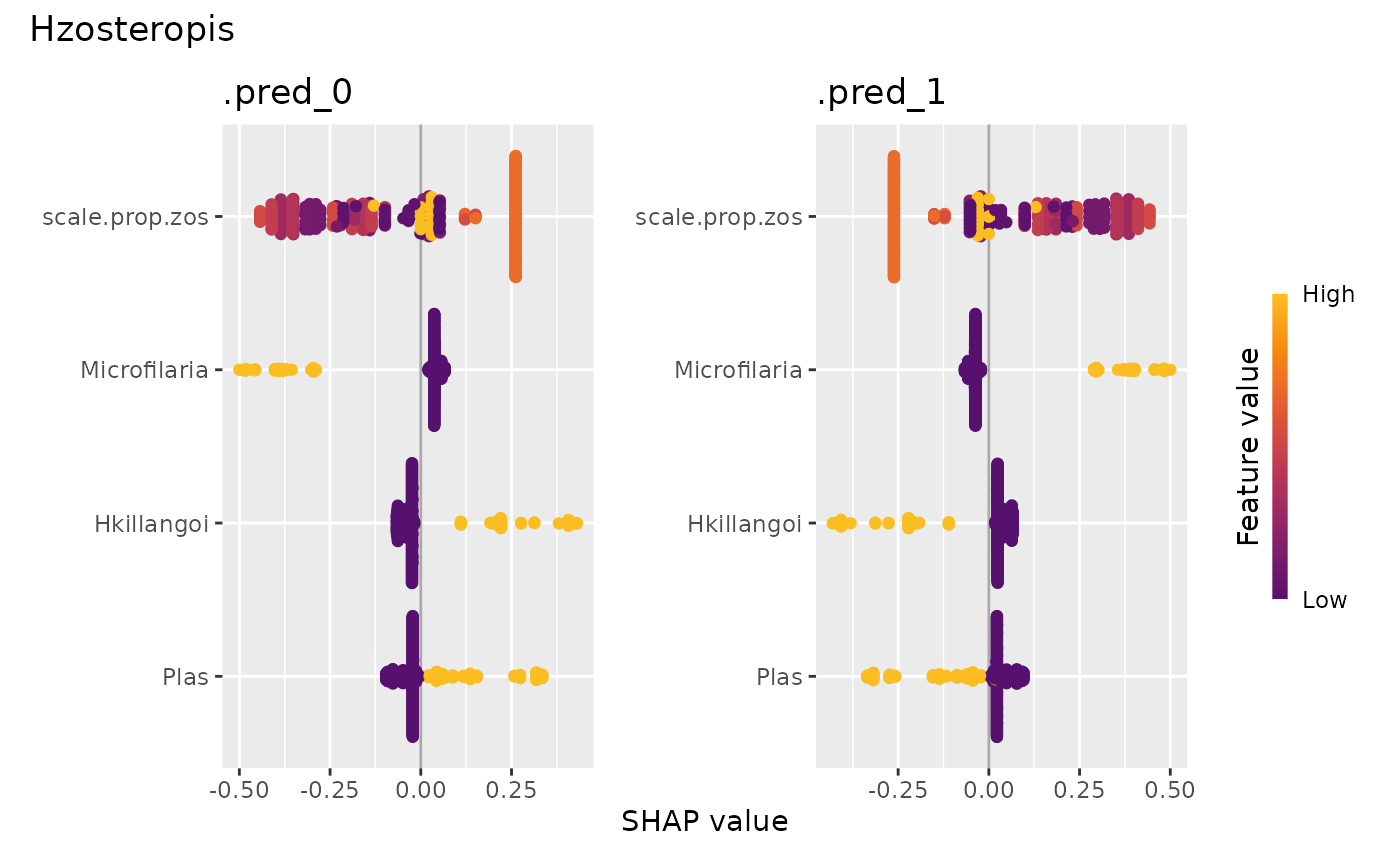 Hzosteropis
.pred_0
.pred_1
scale.prop.zos
Microfilaria
Hkillangoi
Plas
scale.prop.zos
Microfilaria
Hkillangoi
Plas
-0.50 -0.25 0.00 0.25
-0.25 0.00 0.25 0.50
SHAP value
Feature value
High
Low